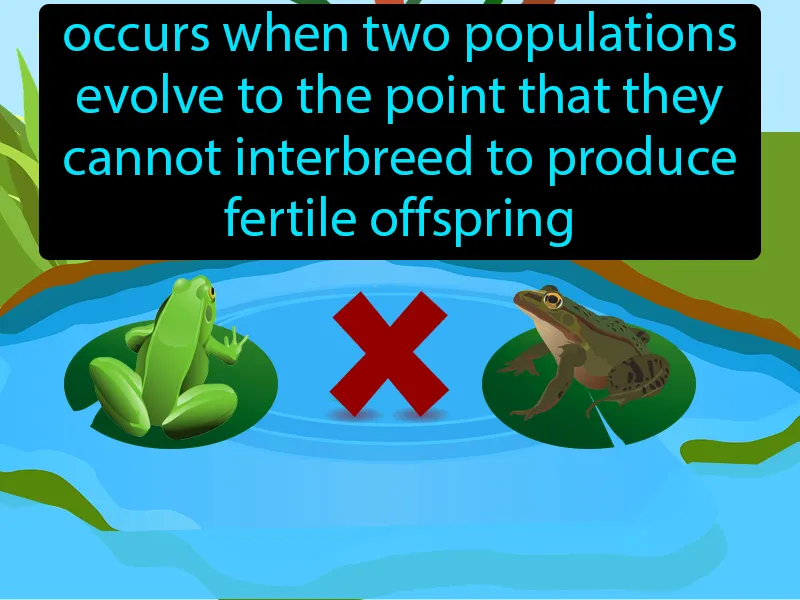 occurs when two populations
evolve to the point that they
cannot interbreed to produce
fertile offspring